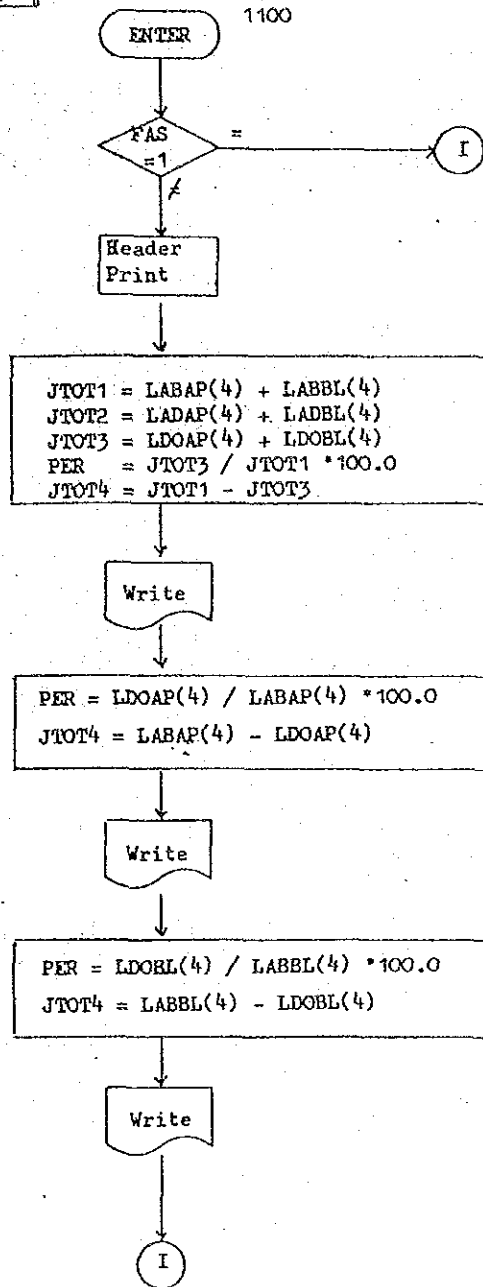 1100
ENTER
FAS
=1
=
I
≠
Header
Print
JTOT1 = LABAP(4) + LABBL(4)
JTOT2 = LADAP(4) + LADBL(4)
JTOT3 = LDOAP(4) + LDOBL(4)
PER = JTOT3 / JTOT1 *100.0
JTOT4 = JTOT1 - JTOT3
Write
PER = LDOAP(4) / LABAP(4) *100.0
JTOT4 = LABAP(4) - LDOAP(4)
Write
PER = LDOBL(4) / LABBL(4) *100.0
JTOT4 = LABBL(4) - LDOBL(4)
Write
I